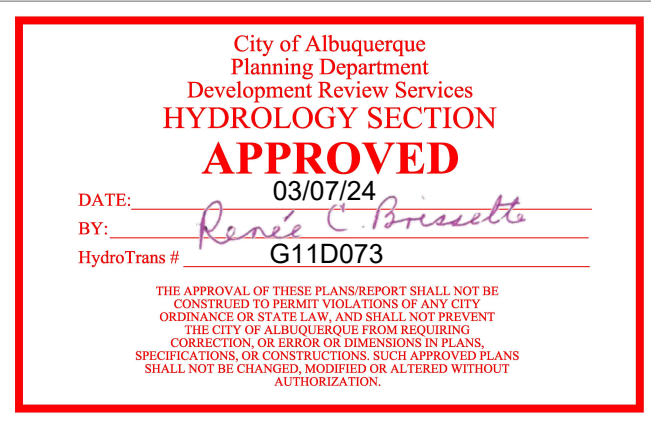 City of Albuquerque
Planning Department
Development Review Services
HYDROLOGY SECTION
APPROVED
DATE: 03/07/24
BY: Renée C. Brissette
HydroTrans # G11D073
THE APPROVAL OF THESE PLANS/REPORT SHALL NOT BE
CONSTRUED TO PERMIT VIOLATIONS OF ANY CITY
ORDINANCE OR STATE LAW, AND SHALL NOT PREVENT
THE CITY OF ALBUQUERQUE FROM REQUIRING
CORRECTION, OR ERROR OR DIMENSIONS IN PLANS,
SPECIFICATIONS, OR CONSTRUCTIONS. SUCH APPROVED PLANS
SHALL NOT BE CHANGED, MODIFIED OR ALTERED WITHOUT
AUTHORIZATION.